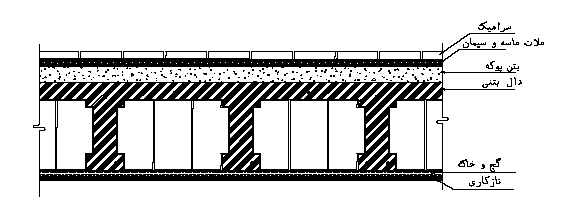 سرامیک
ملات ماسه و سیمان
بتن پوکه
دال بتنی
گچ و خاک
نازکاری